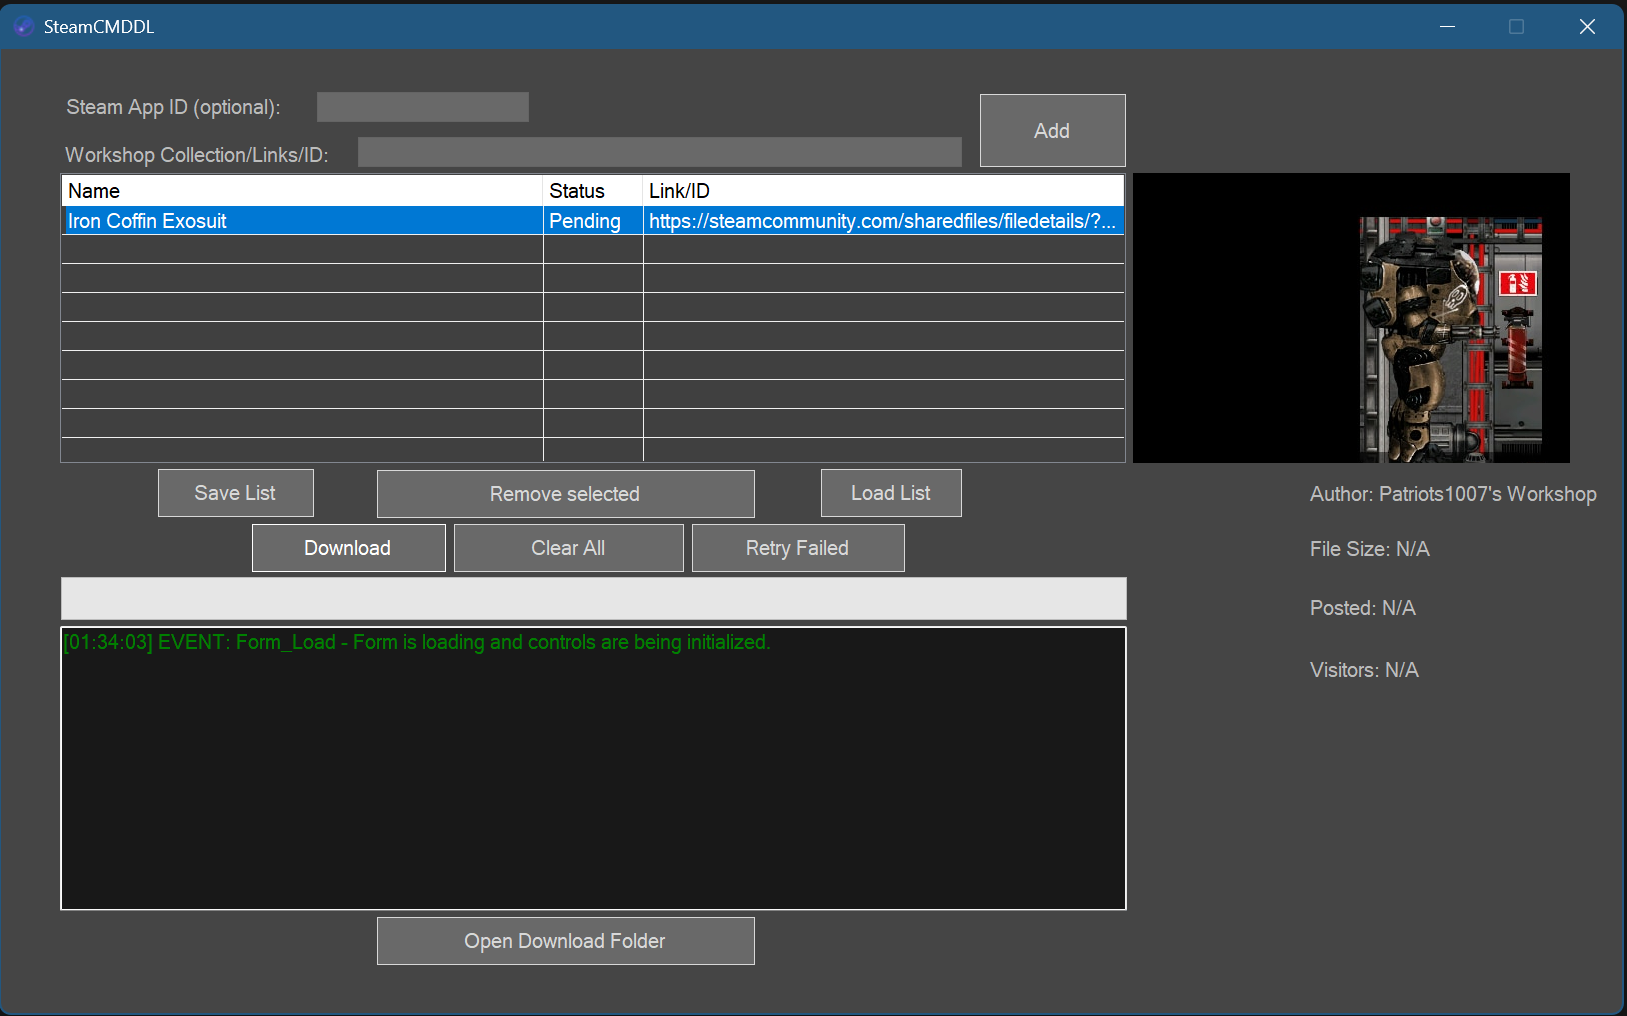 SteamCMDDL
Steam App ID (optional):
Add
Workshop Collection/Links/ID:
Name Status Link/ID
Iron Coffin Exosuit Pending https://steamcommunity.com/sharedfiles/filedetails/?...
Save List Remove selected Load List
Author: Patriots1007's Workshop
Download Clear All Retry Failed
File Size: N/A
Posted: N/A
[01:34:03] EVENT: Form_Load - Form is loading and controls are being initialized.
Visitors: N/A
Open Download Folder